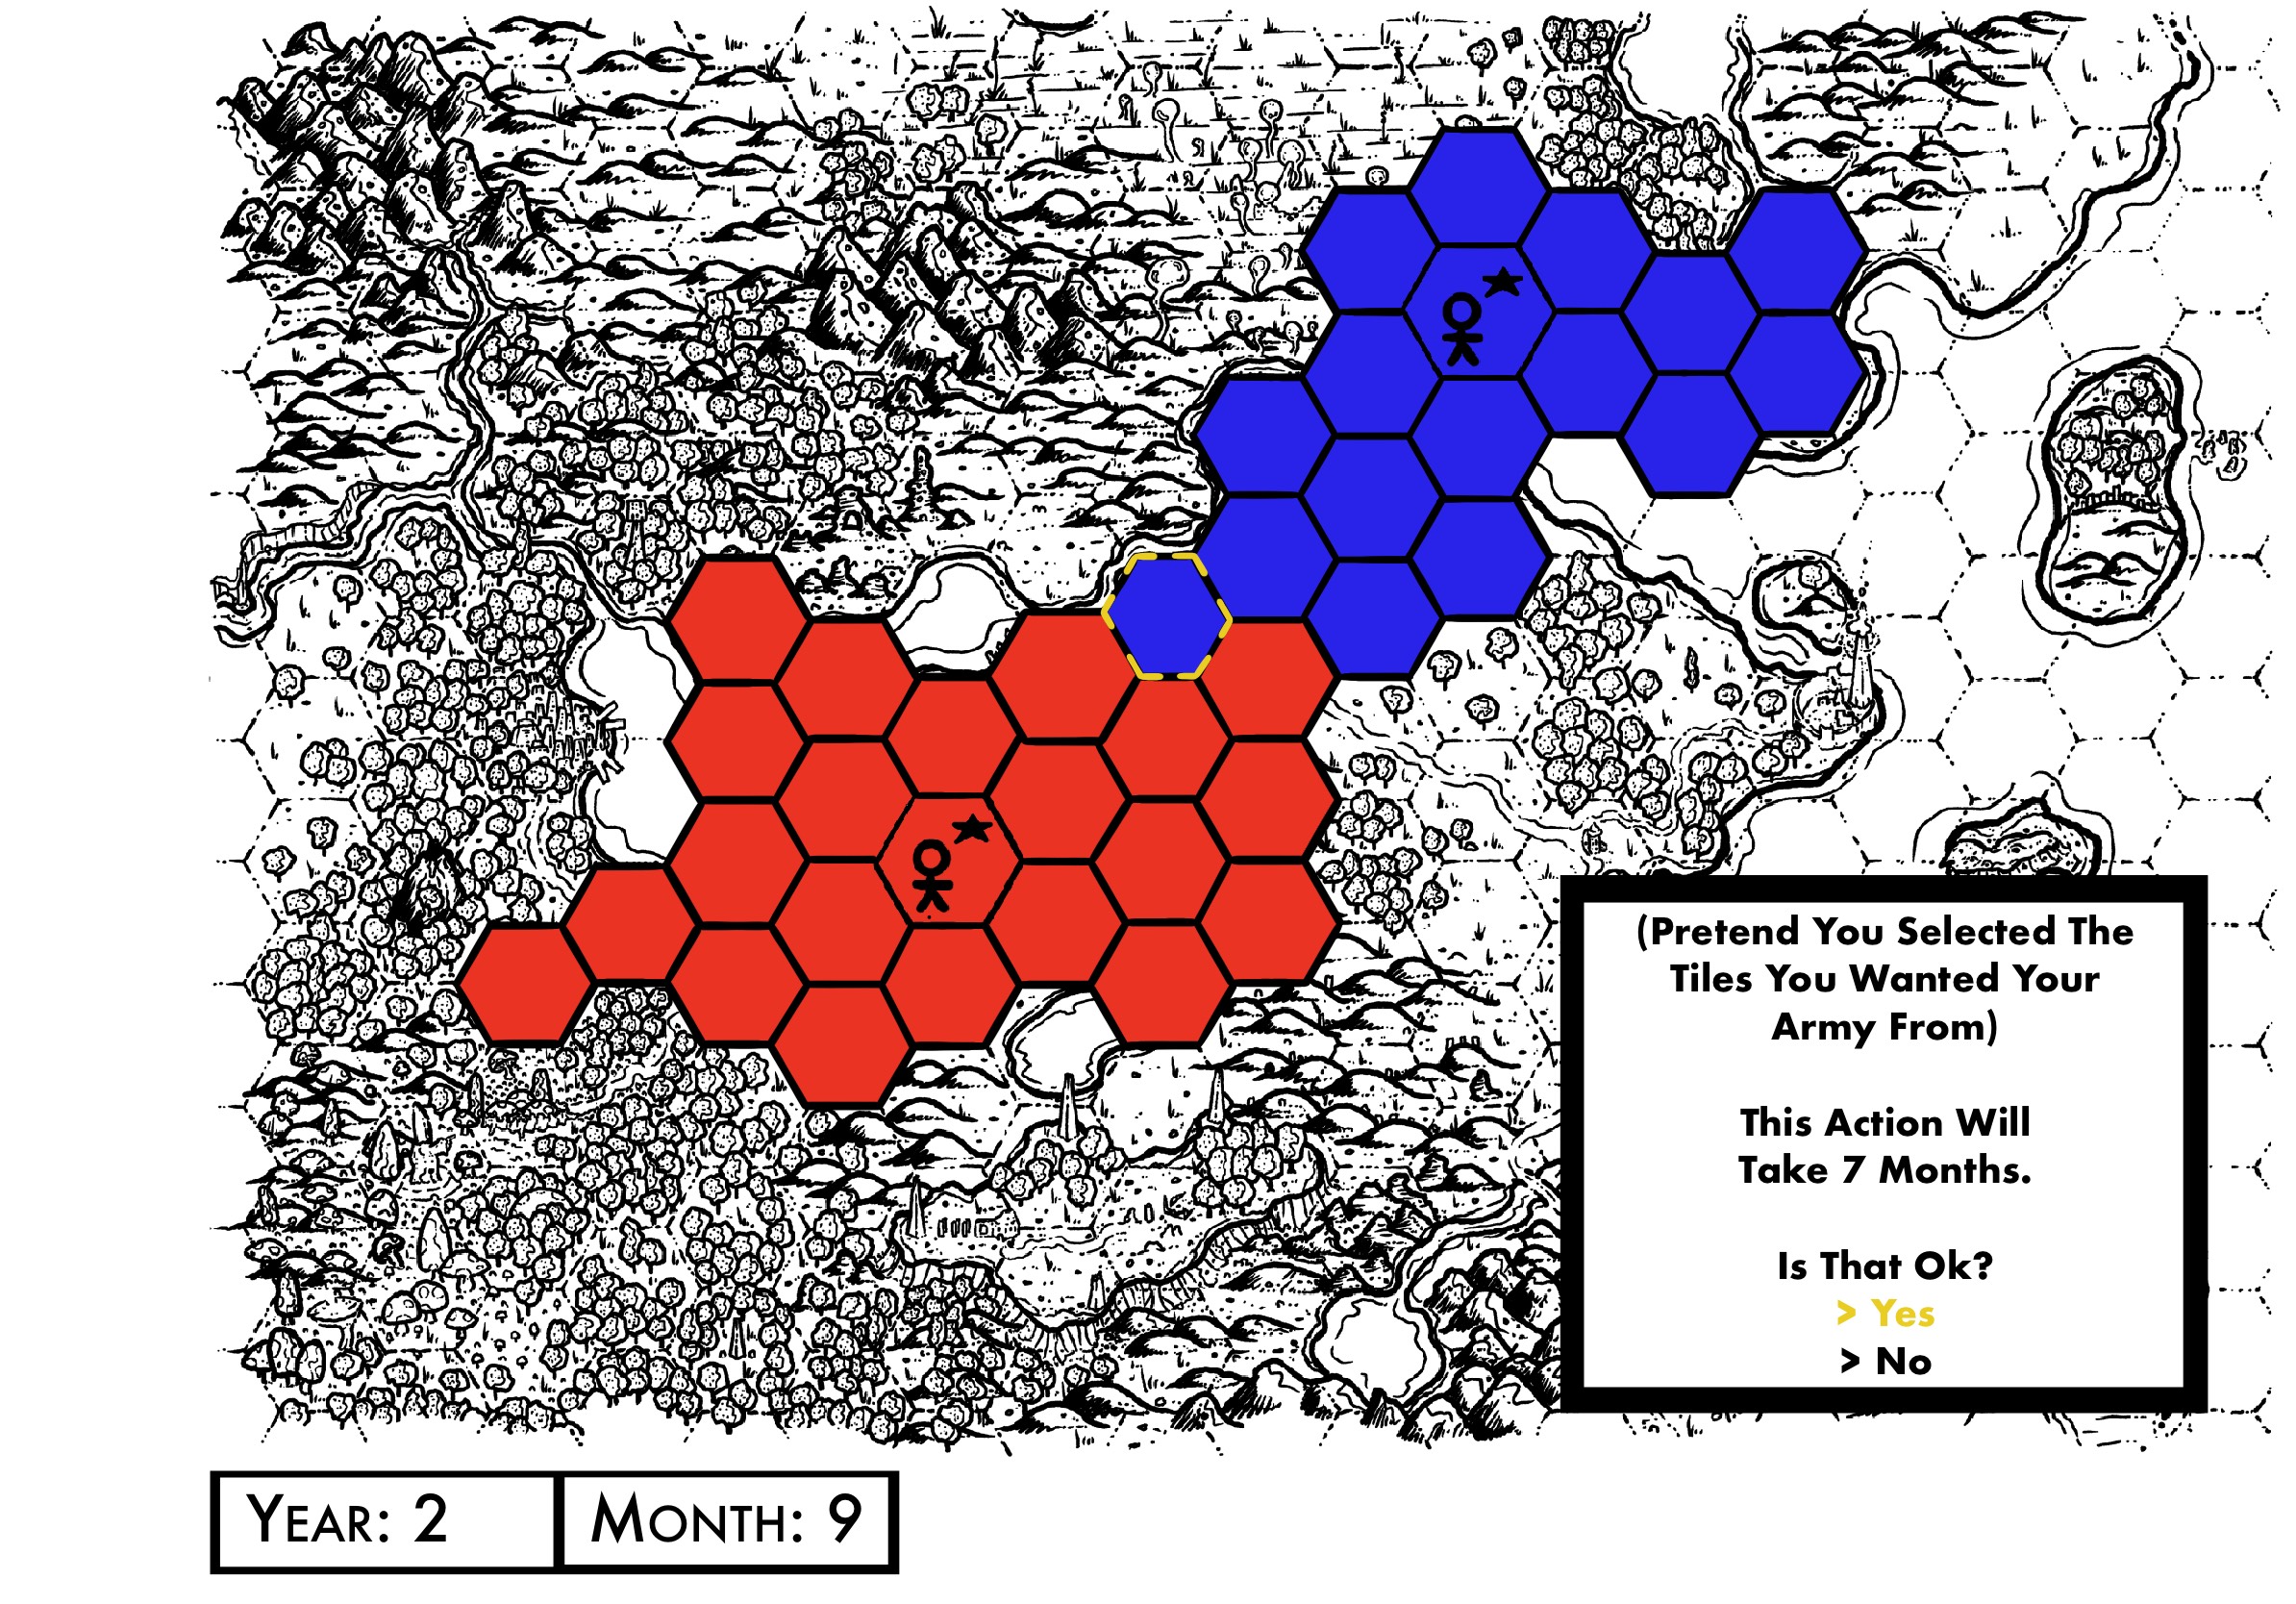 (Pretend You Selected The
Tiles You Wanted Your
Army From)
This Action Will
Take 7 Months.
Is That Ok?
> Yes
> No
Year: 2
Month: 9